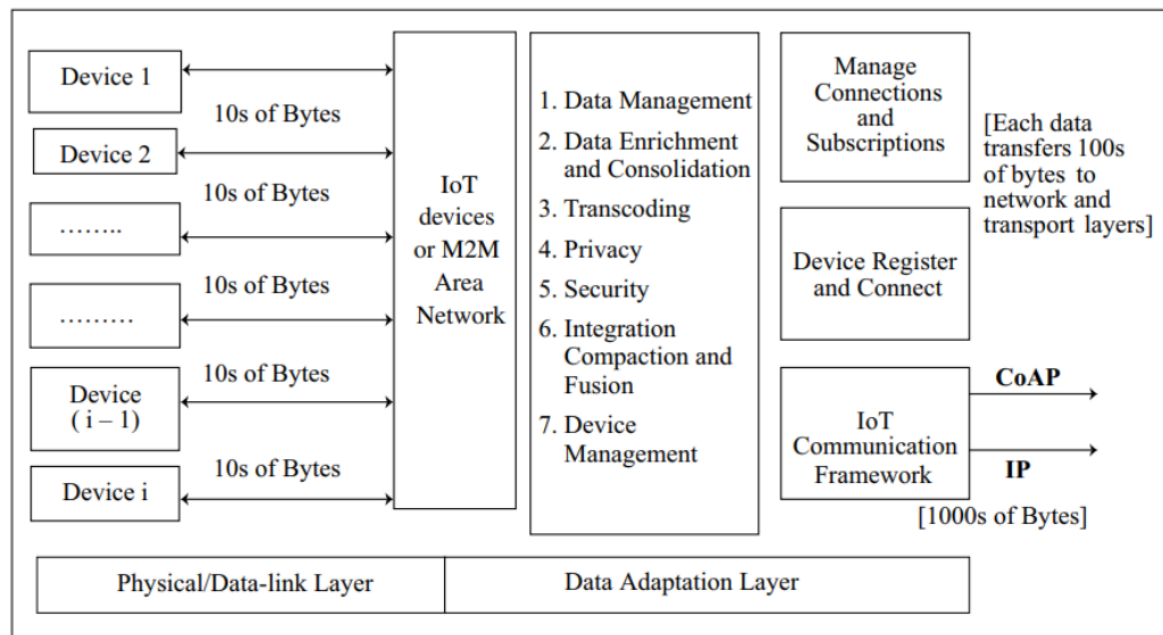 Device 1
10s of Bytes
Device 2
10s of Bytes
……..
10s of Bytes
………
10s of Bytes
Device
( i – 1)
10s of Bytes
Device i
IoT
devices
or M2M
Area
Network
1. Data Management
2. Data Enrichment
and Consolidation
3. Transcoding
4. Privacy
5. Security
6. Integration
Compaction and
Fusion
7. Device
Management
Manage
Connections
and
Subscriptions
[Each data
transfers 100s
of bytes to
network and
transport layers]
Device Register
and Connect
IoT
Communication
Framework
CoAP
IP
[1000s of Bytes]
Physical/Data-link Layer
Data Adaptation Layer